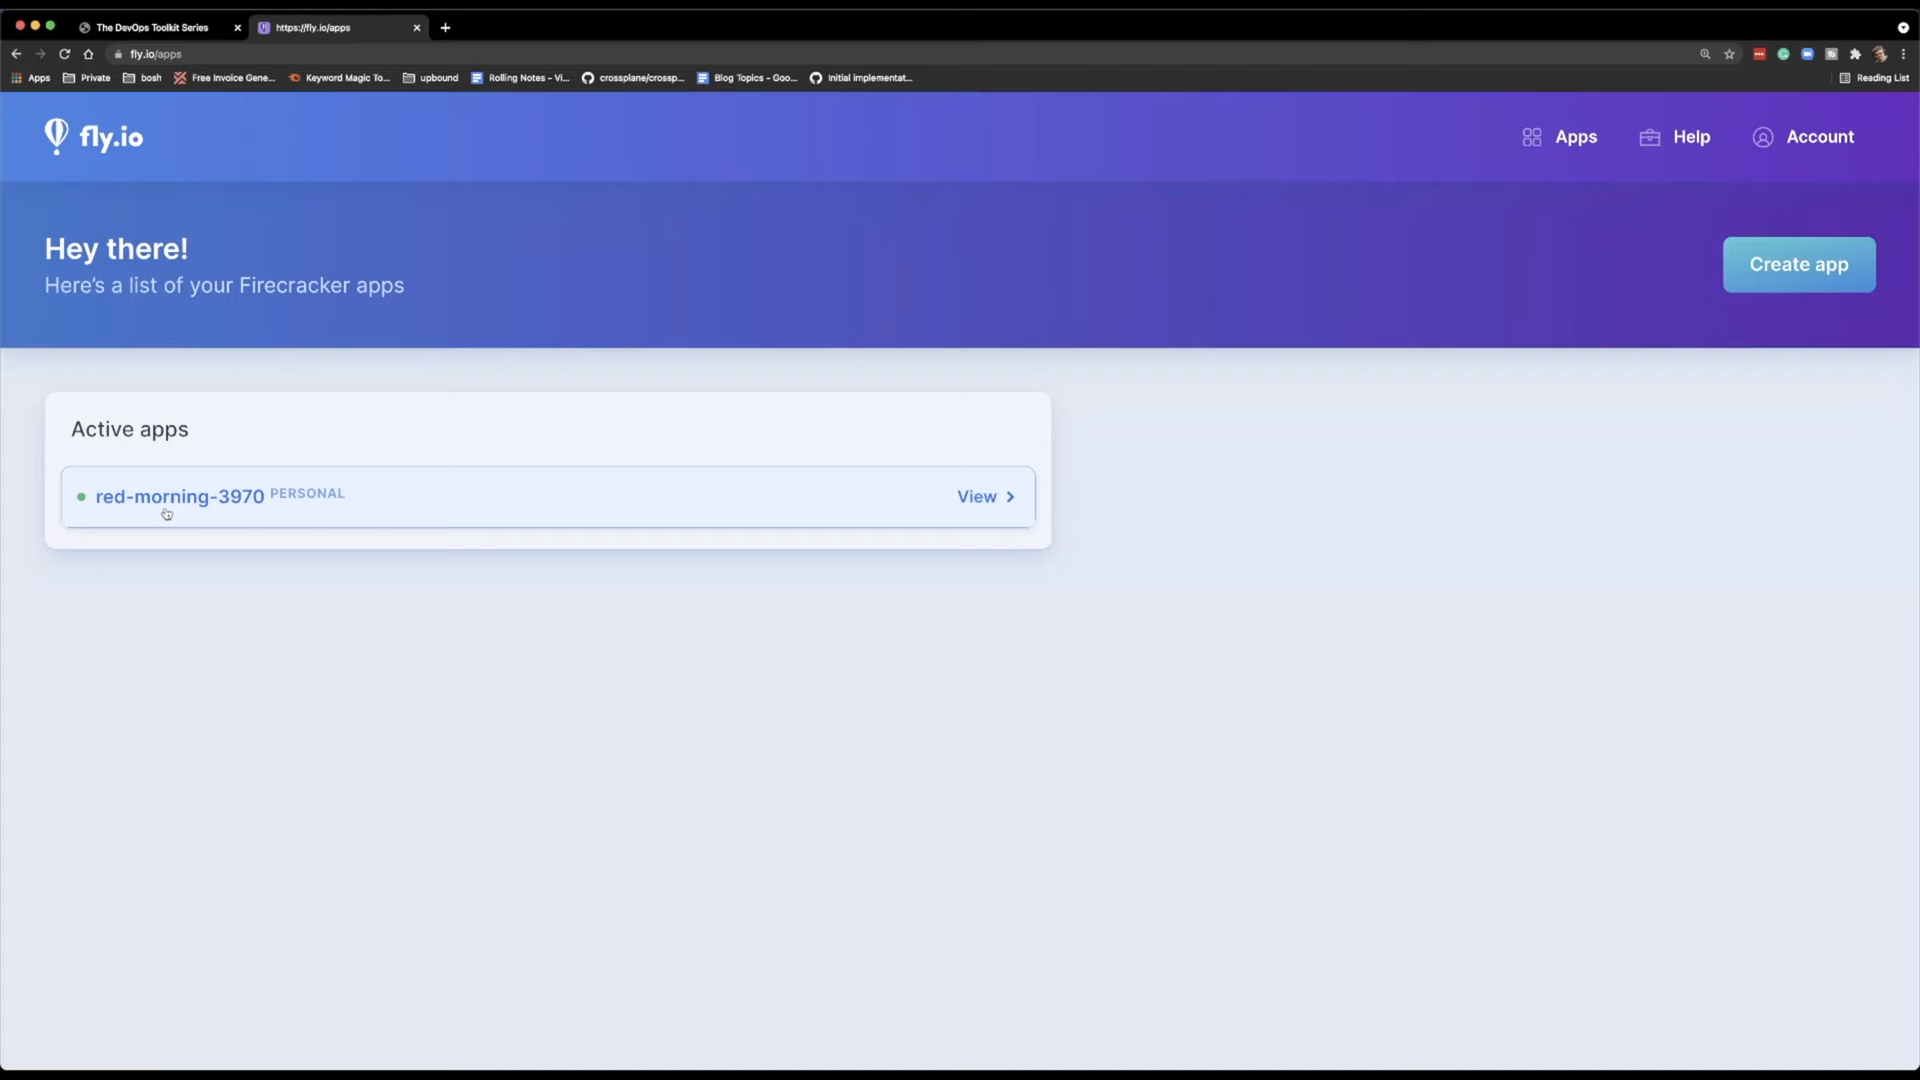 The DevOps Toolkit Series
https://fly.io/apps
fly.io/apps
Apps
Private
bosh
Free Invoice Gene...
Keyword Magic To...
upbound
Rolling Notes - Vi...
crossplane/crossp...
Blog Topics - Goo...
Initial implementat...
Reading List
fly.io
Apps
Help
Account
Hey there!
Here's a list of your Firecracker apps
Create app
Active apps
red-morning-3970 PERSONAL
View